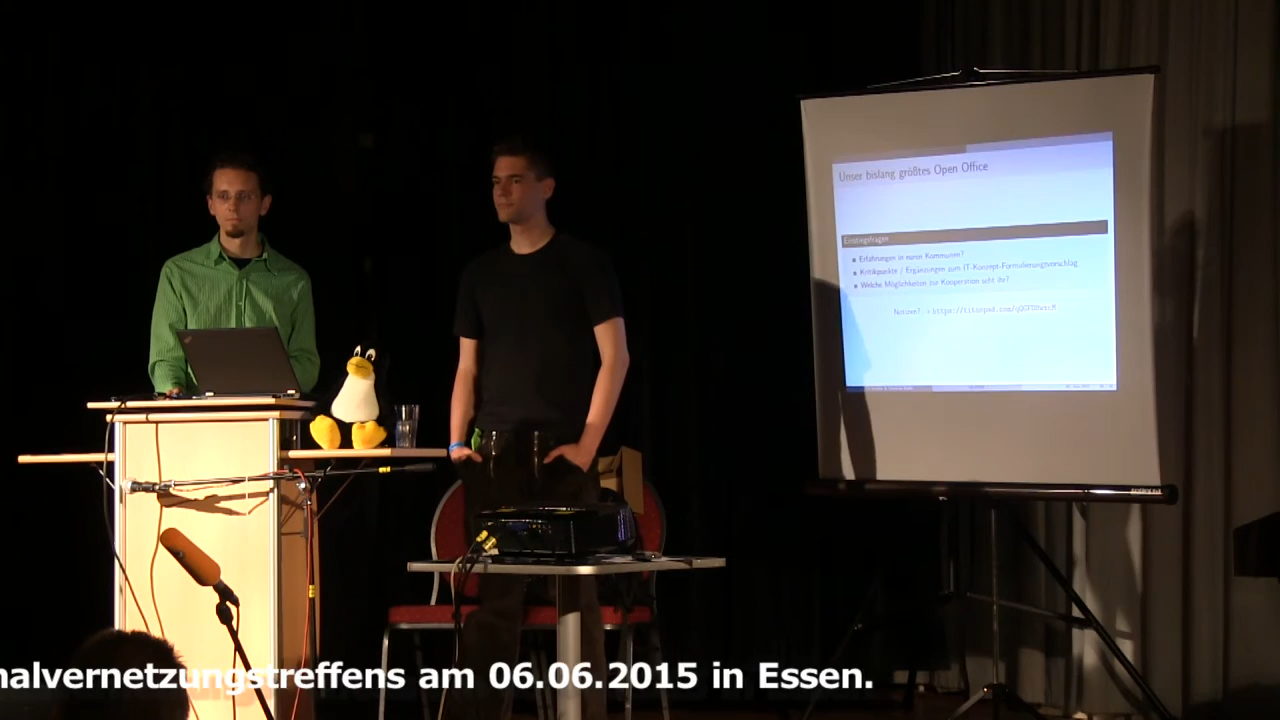 Unser bislang größtes Open Office
Einstiegsfragen
Erfahrungen in euren Kommunen?
Kritikpunkte / Ergänzungen zum IT-Konzept-Formulierungsvorschlag
Welche Möglichkeiten zur Kooperation seht ihr?
Notizen?
nalvernetzungstreffens am 06.06.2015 in Essen.